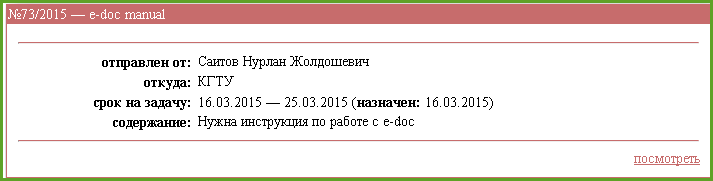 №73/2015 — e-doc manual
отправлен от: Саитов Нурлан Жолдошевич
откуда: КГТУ
срок на задачу: 16.03.2015 — 25.03.2015 (назначен: 16.03.2015)
содержание: Нужна инструкция по работе с e-doc
посмотреть